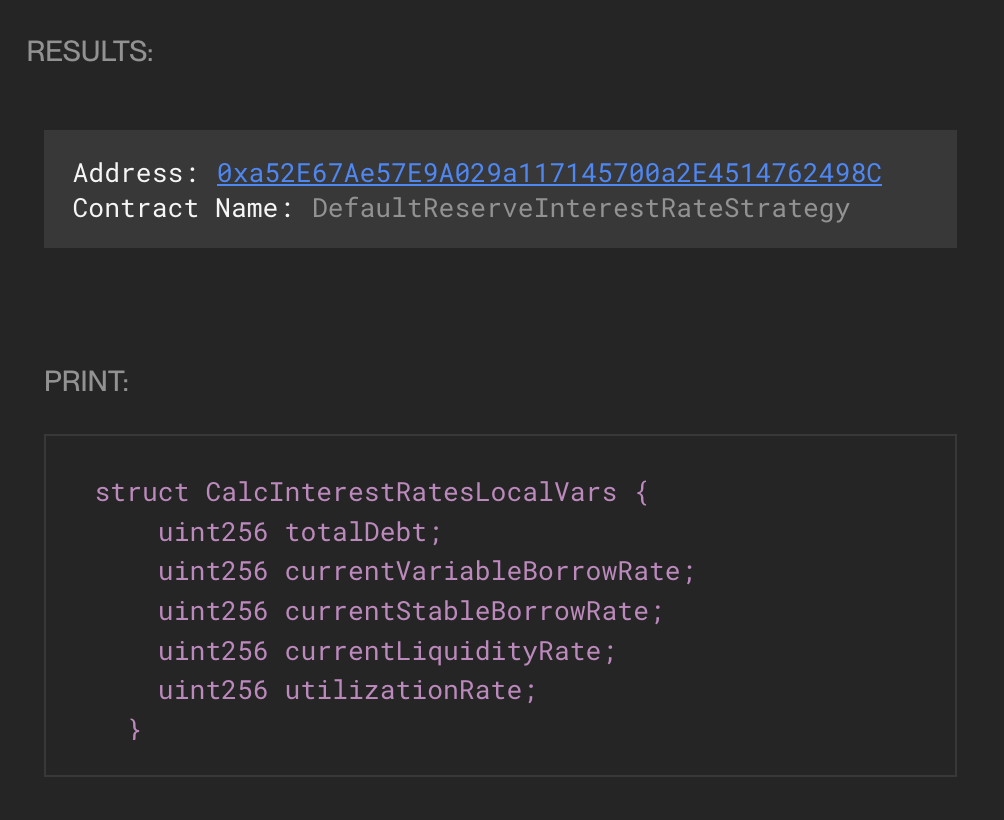 RESULTS:
Address: 0xa52E67Ae57E9A029a117145700a2E4514762498C
Contract Name: DefaultReserveInterestRateStrategy
PRINT:
struct CalcInterestRatesLocalVars {
uint256 totalDebt;
uint256 currentVariableBorrowRate;
uint256 currentStableBorrowRate;
uint256 currentLiquidityRate;
uint256 utilizationRate;
}